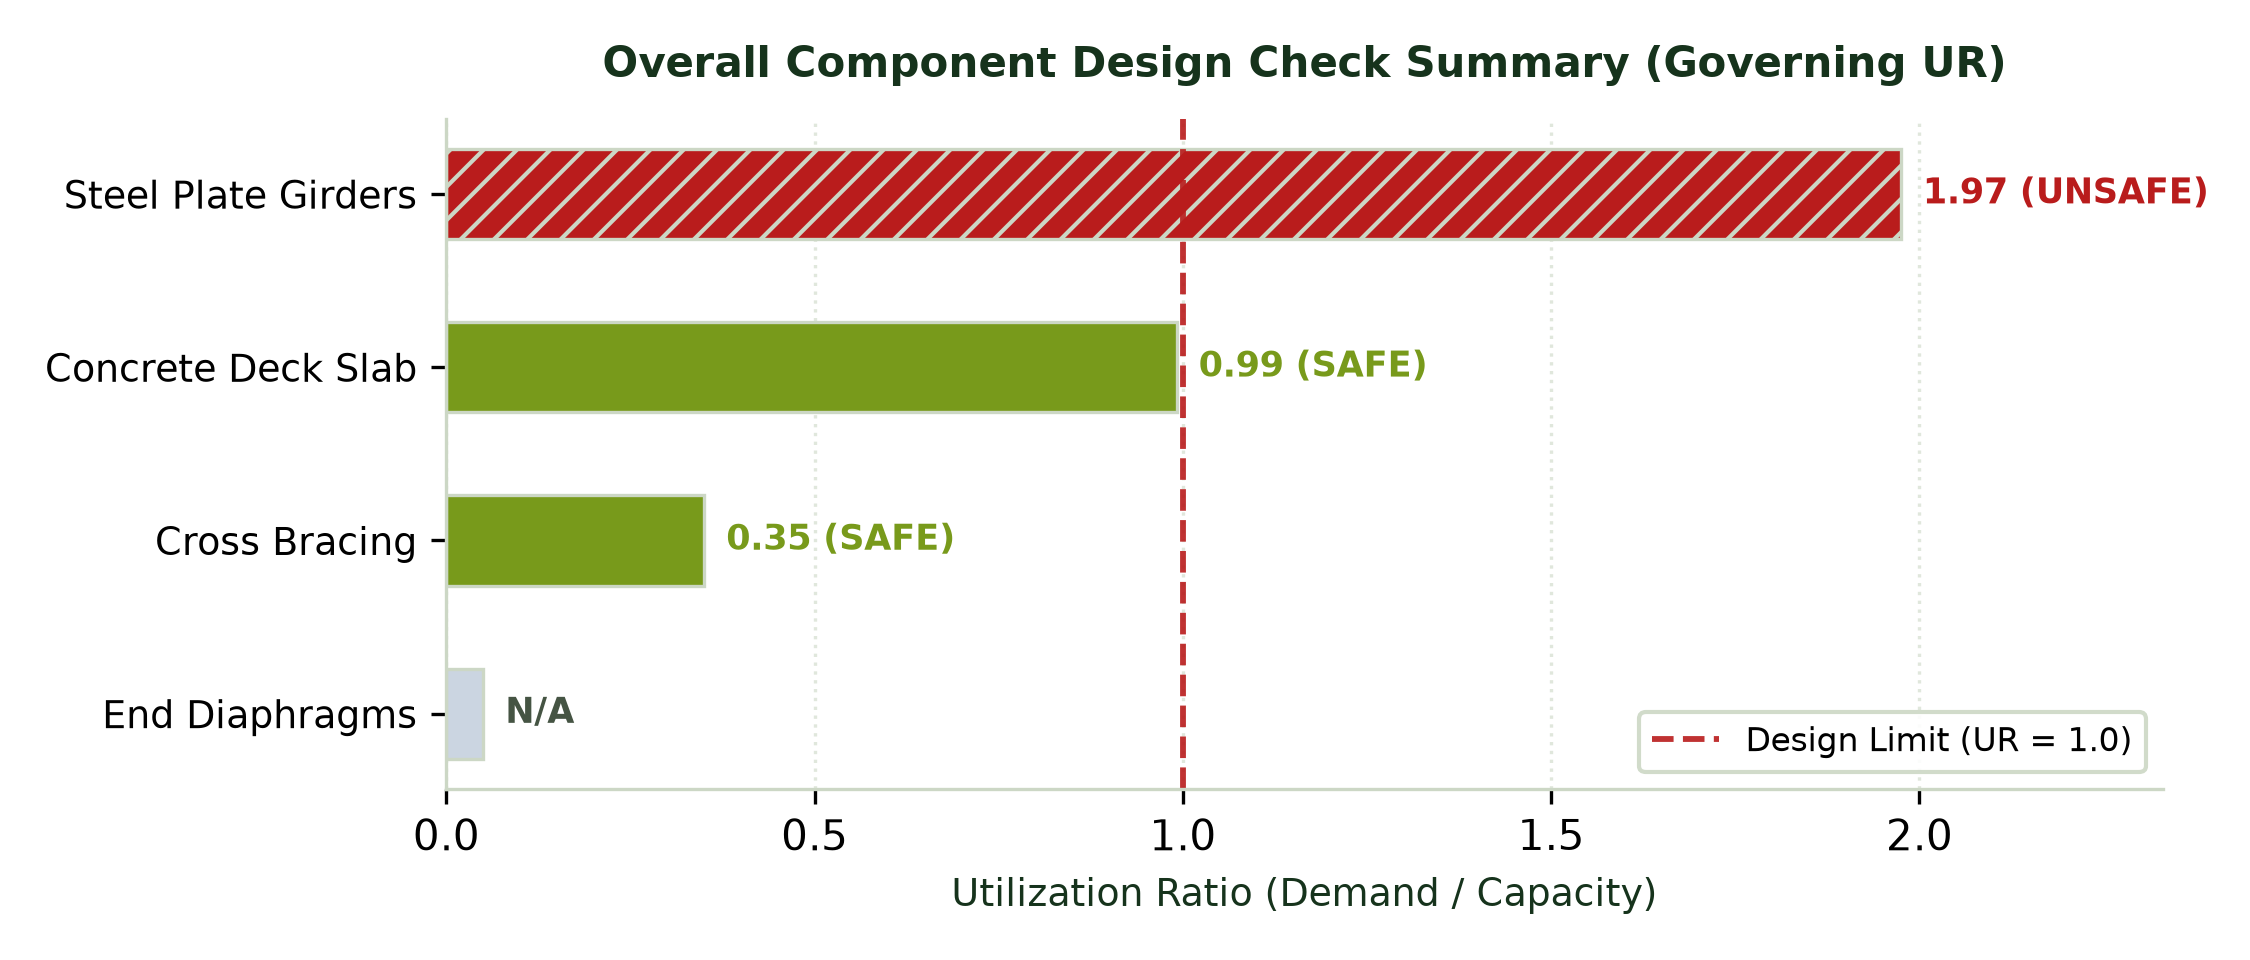 Overall Component Design Check Summary (Governing UR)
Steel Plate Girders
1.97 (UNSAFE)
Concrete Deck Slab
0.99 (SAFE)
Cross Bracing
0.35 (SAFE)
End Diaphragms
N/A
Design Limit (UR = 1.0)
0.0 0.5 1.0 1.5 2.0
Utilization Ratio (Demand / Capacity)